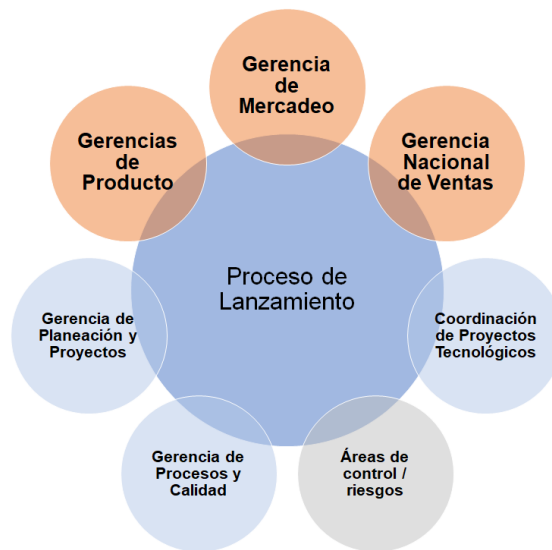 Gerencia
de
Mercadeo
Gerencias
de
Producto
Gerencia
Nacional
de Ventas
Proceso de
Lanzamiento
Gerencia de
Planeación y
Proyectos
Coordinación
de Proyectos
Tecnológicos
Gerencia de
Procesos y
Calidad
Áreas de
control /
riesgos